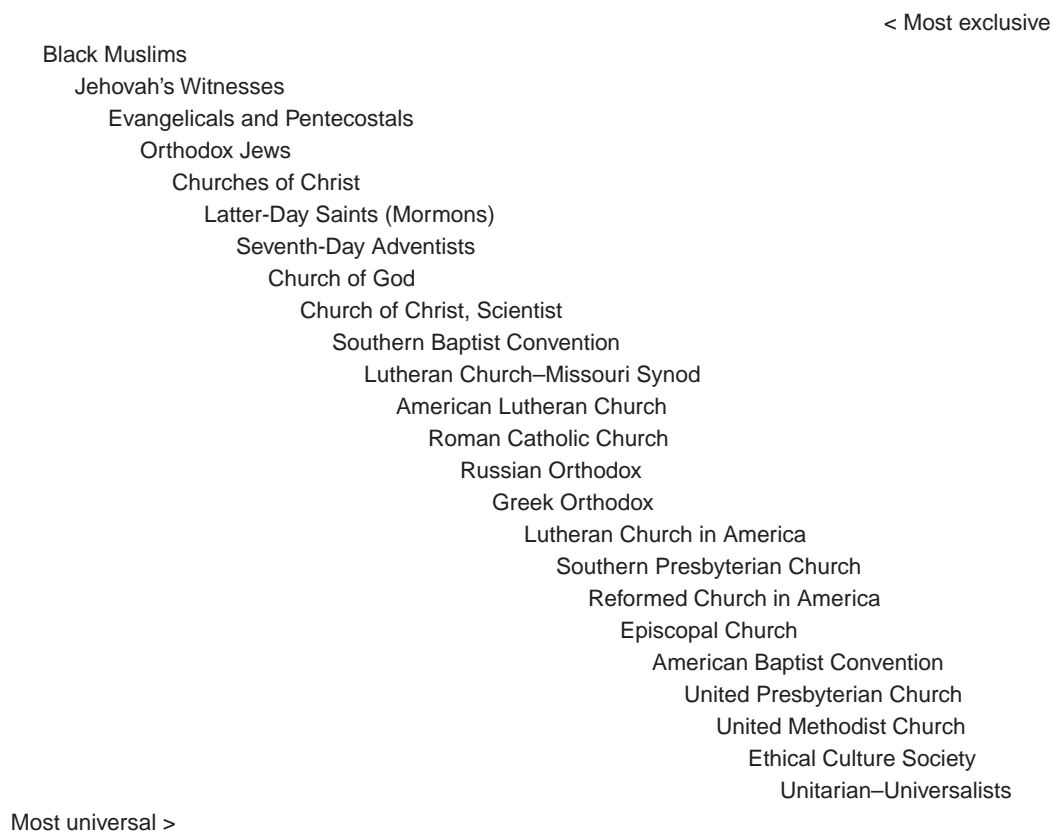 < Most exclusive
Black Muslims
Jehovah's Witnesses
Evangelicals and Pentecostals
Orthodox Jews
Churches of Christ
Latter-Day Saints (Mormons)
Seventh-Day Adventists
Church of God
Church of Christ, Scientist
Southern Baptist Convention
Lutheran Church–Missouri Synod
American Lutheran Church
Roman Catholic Church
Russian Orthodox
Greek Orthodox
Lutheran Church in America
Southern Presbyterian Church
Reformed Church in America
Episcopal Church
American Baptist Convention
United Presbyterian Church
United Methodist Church
Ethical Culture Society
Unitarian–Universalists
Most universal >